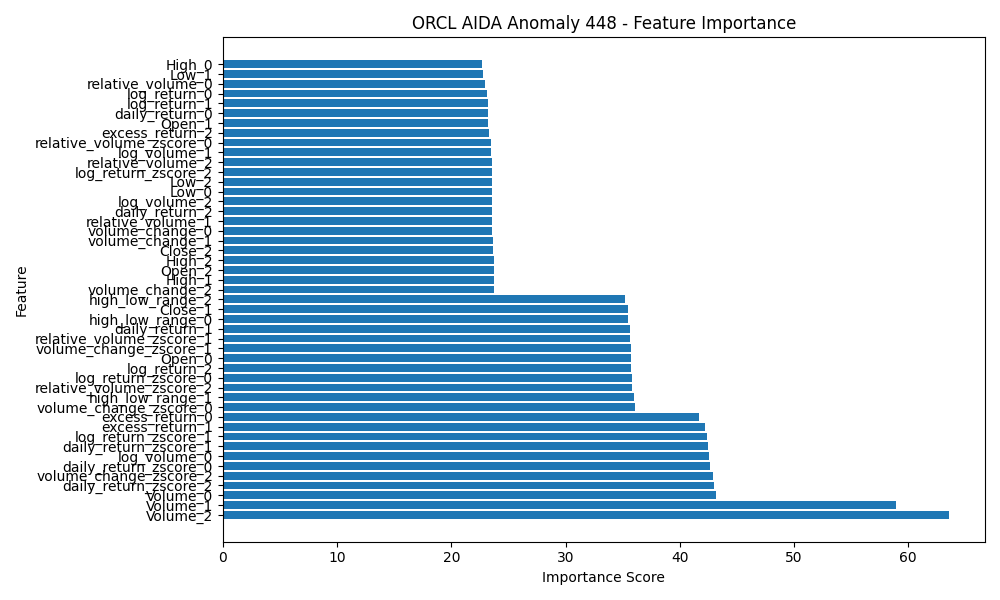 ORCL AIDA Anomaly 448 - Feature Importance
High_0
Low_1
relative_volume_0
log_return_0
log_return_1
daily_return_0
Open_1
excess_return_2
relative_volume_zscore_0
log_volume_1
relative_volume_2
log_return_zscore_2
Low_2
Low_0
log_volume_2
daily_return_2
relative_volume_1
volume_change_0
volume_change_1
Close_2
High_2
Open_2
High_1
volume_change_2
high_low_range_2
Close_1
high_low_range_0
daily_return_1
relative_volume_zscore_1
volume_change_zscore_1
Open_0
log_return_2
log_return_zscore_0
relative_volume_zscore_2
high_low_range_1
volume_change_zscore_0
excess_return_0
excess_return_1
log_return_zscore_1
daily_return_zscore_1
log_volume_0
daily_return_zscore_0
volume_change_zscore_2
daily_return_zscore_2
Volume_0
Volume_1
Volume_2
Feature
0 10 20 30 40 50 60
Importance Score